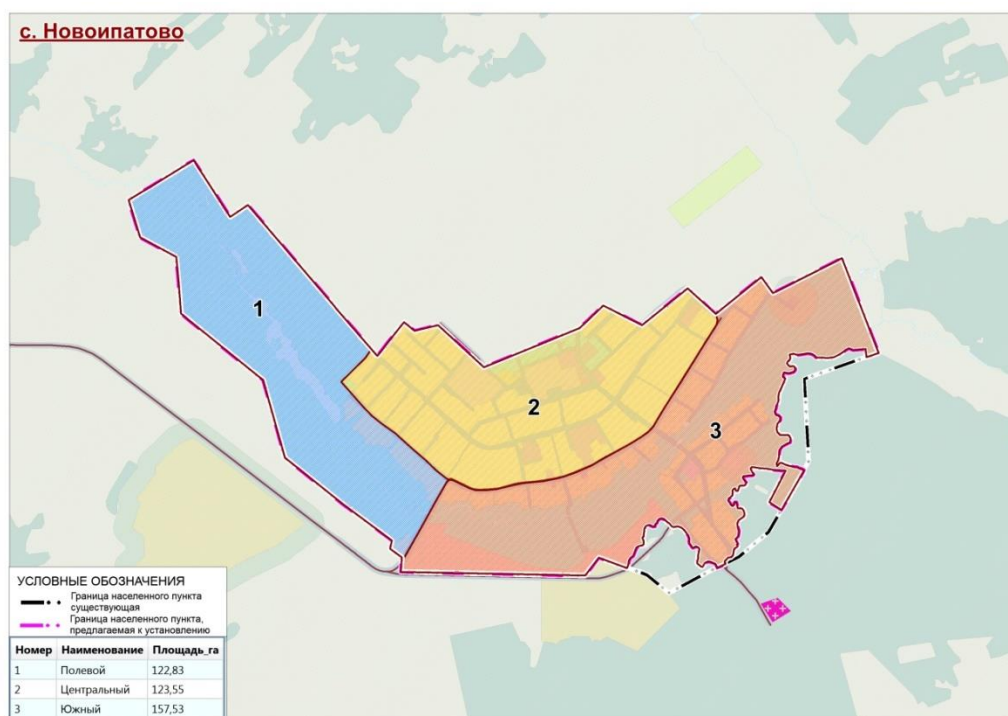 с. Новоипатово
1
2
3
УСЛОВНЫЕ ОБОЗНАЧЕНИЯ
Граница населенного пункта
существующая
Граница населенного пункта,
предлагаемая к установлению
Номер Наименование Площадь_га
1 Полевой 122,83
2 Центральный 123,55
3 Южный 157,53